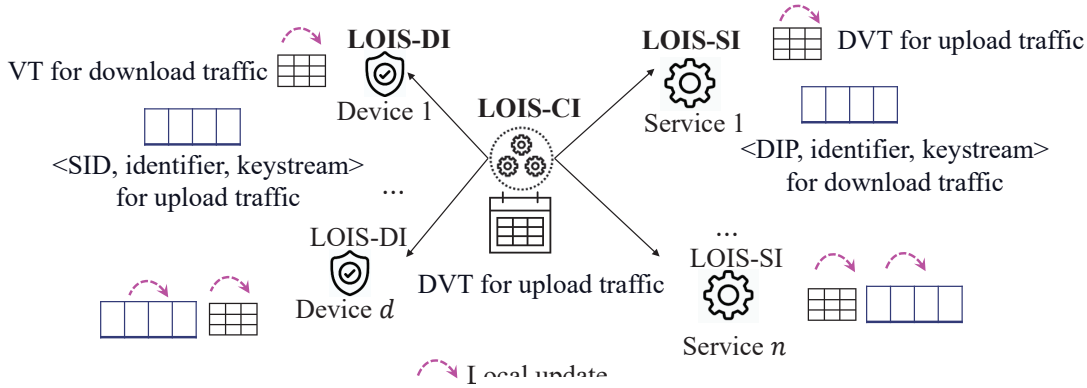 LOIS-DI
VT for download traffic
Device 1
<SID, identifier, keystream>
for upload traffic
...
LOIS-CI
LOIS-SI
DVT for upload traffic
Service 1
<DIP, identifier, keystream>
for download traffic
...
LOIS-DI
Device d
DVT for upload traffic
LOIS-SI
Service n
Local update